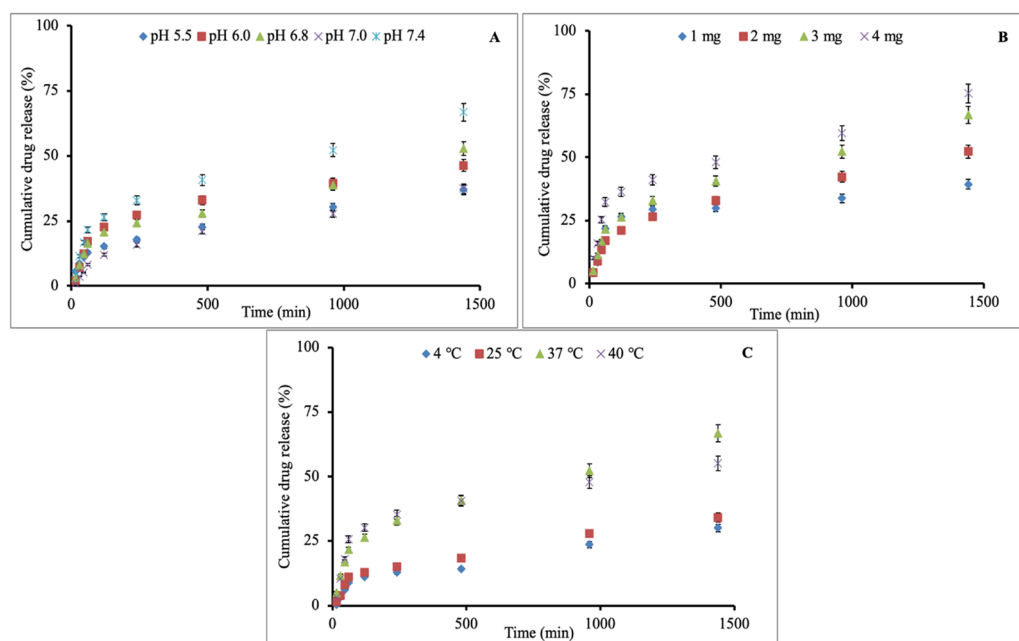 100
pH 5.5 pH 6.0 pH 6.8 pH 7.0 pH 7.4 A
Cumulative drug release (%)
75
50
25
0
0 500 1000 1500
Time (min)
100
1 mg 2 mg 3 mg 4 mg B
Cumulative drug release (%)
75
50
25
0
0 500 1000 1500
Time (min)
100
4 ℃ 25 ℃ 37 ℃ 40 ℃ C
Cumulative drug release (%)
75
50
25
0
0 500 1000 1500
Time (min)